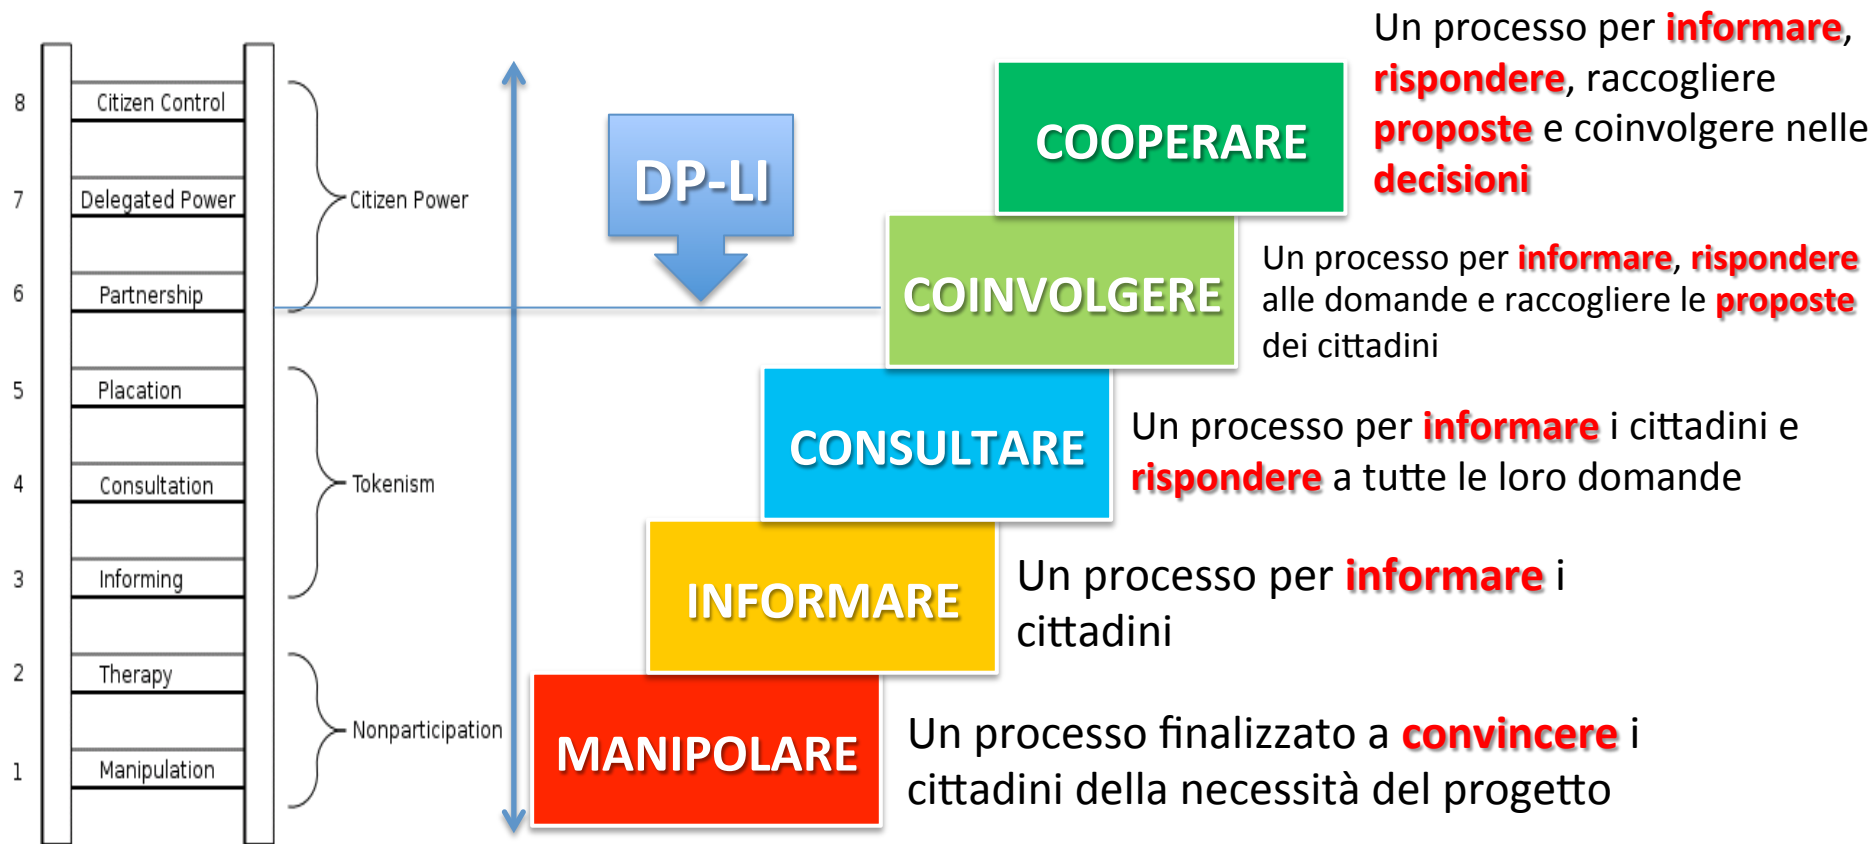 8
Citizen Control
7
Delegated Power
Citizen Power
6
Partnership
5
Placation
4
Consultation
Tokenism
3
Informing
2
Therapy
Nonparticipation
1
Manipulation
DP-LI
COOPERARE
Un processo per informare,
rispondere, raccogliere
proposte e coinvolgere nelle
decisioni
COINVOLGERE
Un processo per informare, rispondere
alle domande e raccogliere le proposte
dei cittadini
CONSULTARE
Un processo per informare i cittadini e
rispondere a tutte le loro domande
INFORMARE
Un processo per informare i
cittadini
MANIPOLARE
Un processo finalizzato a convincere i
cittadini della necessità del progetto